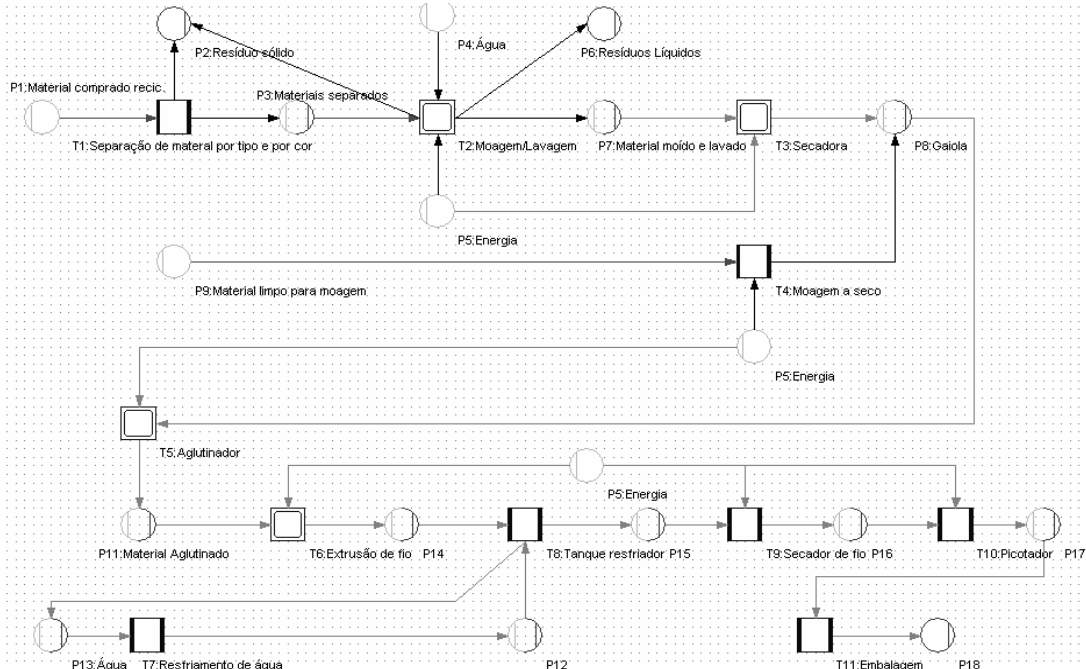 P4:Água
P2:Resíduo sólido
P6:Resíduos Líquidos
P1:Material comprado recic.
P3:Materiais separados
T1:Separação de materal por tipo e por cor
T2:Moagem/Lavagem
P7:Material moído e lavado
T3:Secadora
P8:Gaiola
P5:Energia
P9:Material limpo para moagem
T4:Moagem a seco
P5:Energia
T5:Aglutinador
P5:Energia
P11:Material Aglutinado
T6:Extrusão de fio
P14
T8:Tanque resfriador
P15
T9:Secador de fio
P16
T10:Picotador
P17
P13:Água
T7:Resfriamento de água
P12
T11:Embalagem
P18